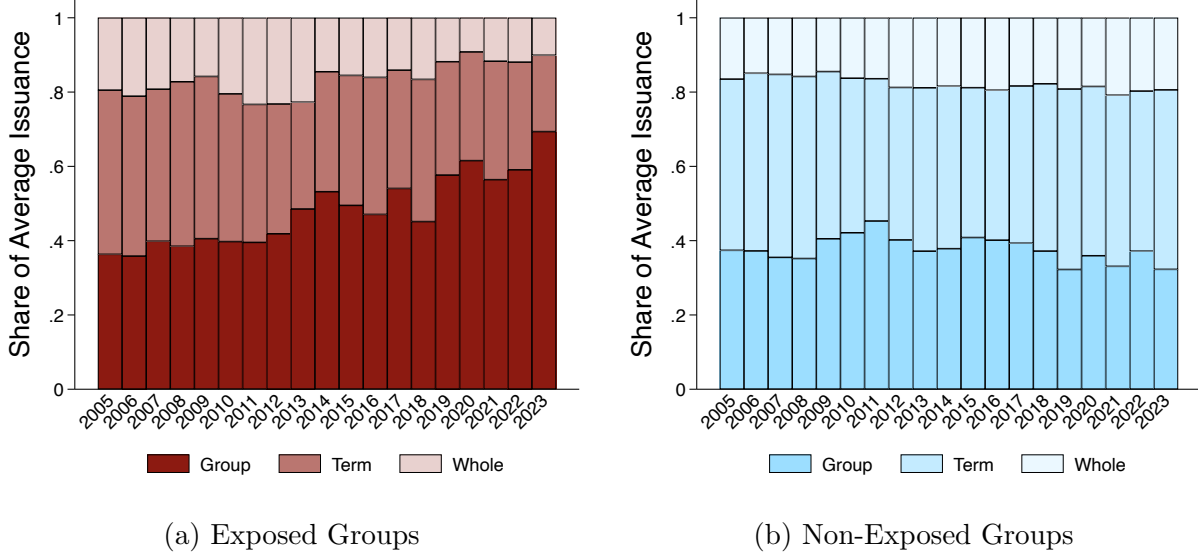 Share of Average Issuance
1
.8
.6
.4
.2
0
2005 2006 2007 2008 2009 2010 2011 2012 2013 2014 2015 2016 2017 2018 2019 2020 2021 2022 2023
Group Term Whole
(a) Exposed Groups
Share of Average Issuance
1
.8
.6
.4
.2
0
2005 2006 2007 2008 2009 2010 2011 2012 2013 2014 2015 2016 2017 2018 2019 2020 2021 2022 2023
Group Term Whole
(b) Non-Exposed Groups